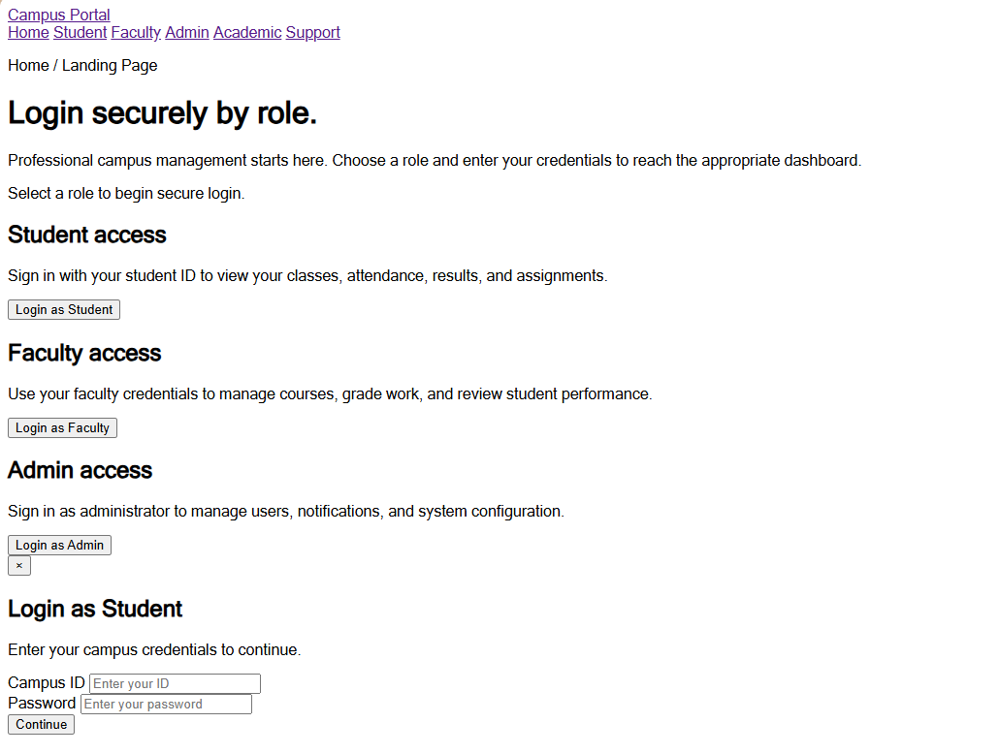 Campus Portal
Home Student Faculty Admin Academic Support
Home / Landing Page
Login securely by role.
Professional campus management starts here. Choose a role and enter your credentials to reach the appropriate dashboard.
Select a role to begin secure login.
Student access
Sign in with your student ID to view your classes, attendance, results, and assignments.
Login as Student
Faculty access
Use your faculty credentials to manage courses, grade work, and review student performance.
Login as Faculty
Admin access
Sign in as administrator to manage users, notifications, and system configuration.
Login as Admin
×
Login as Student
Enter your campus credentials to continue.
Campus ID Enter your ID
Password Enter your password
Continue